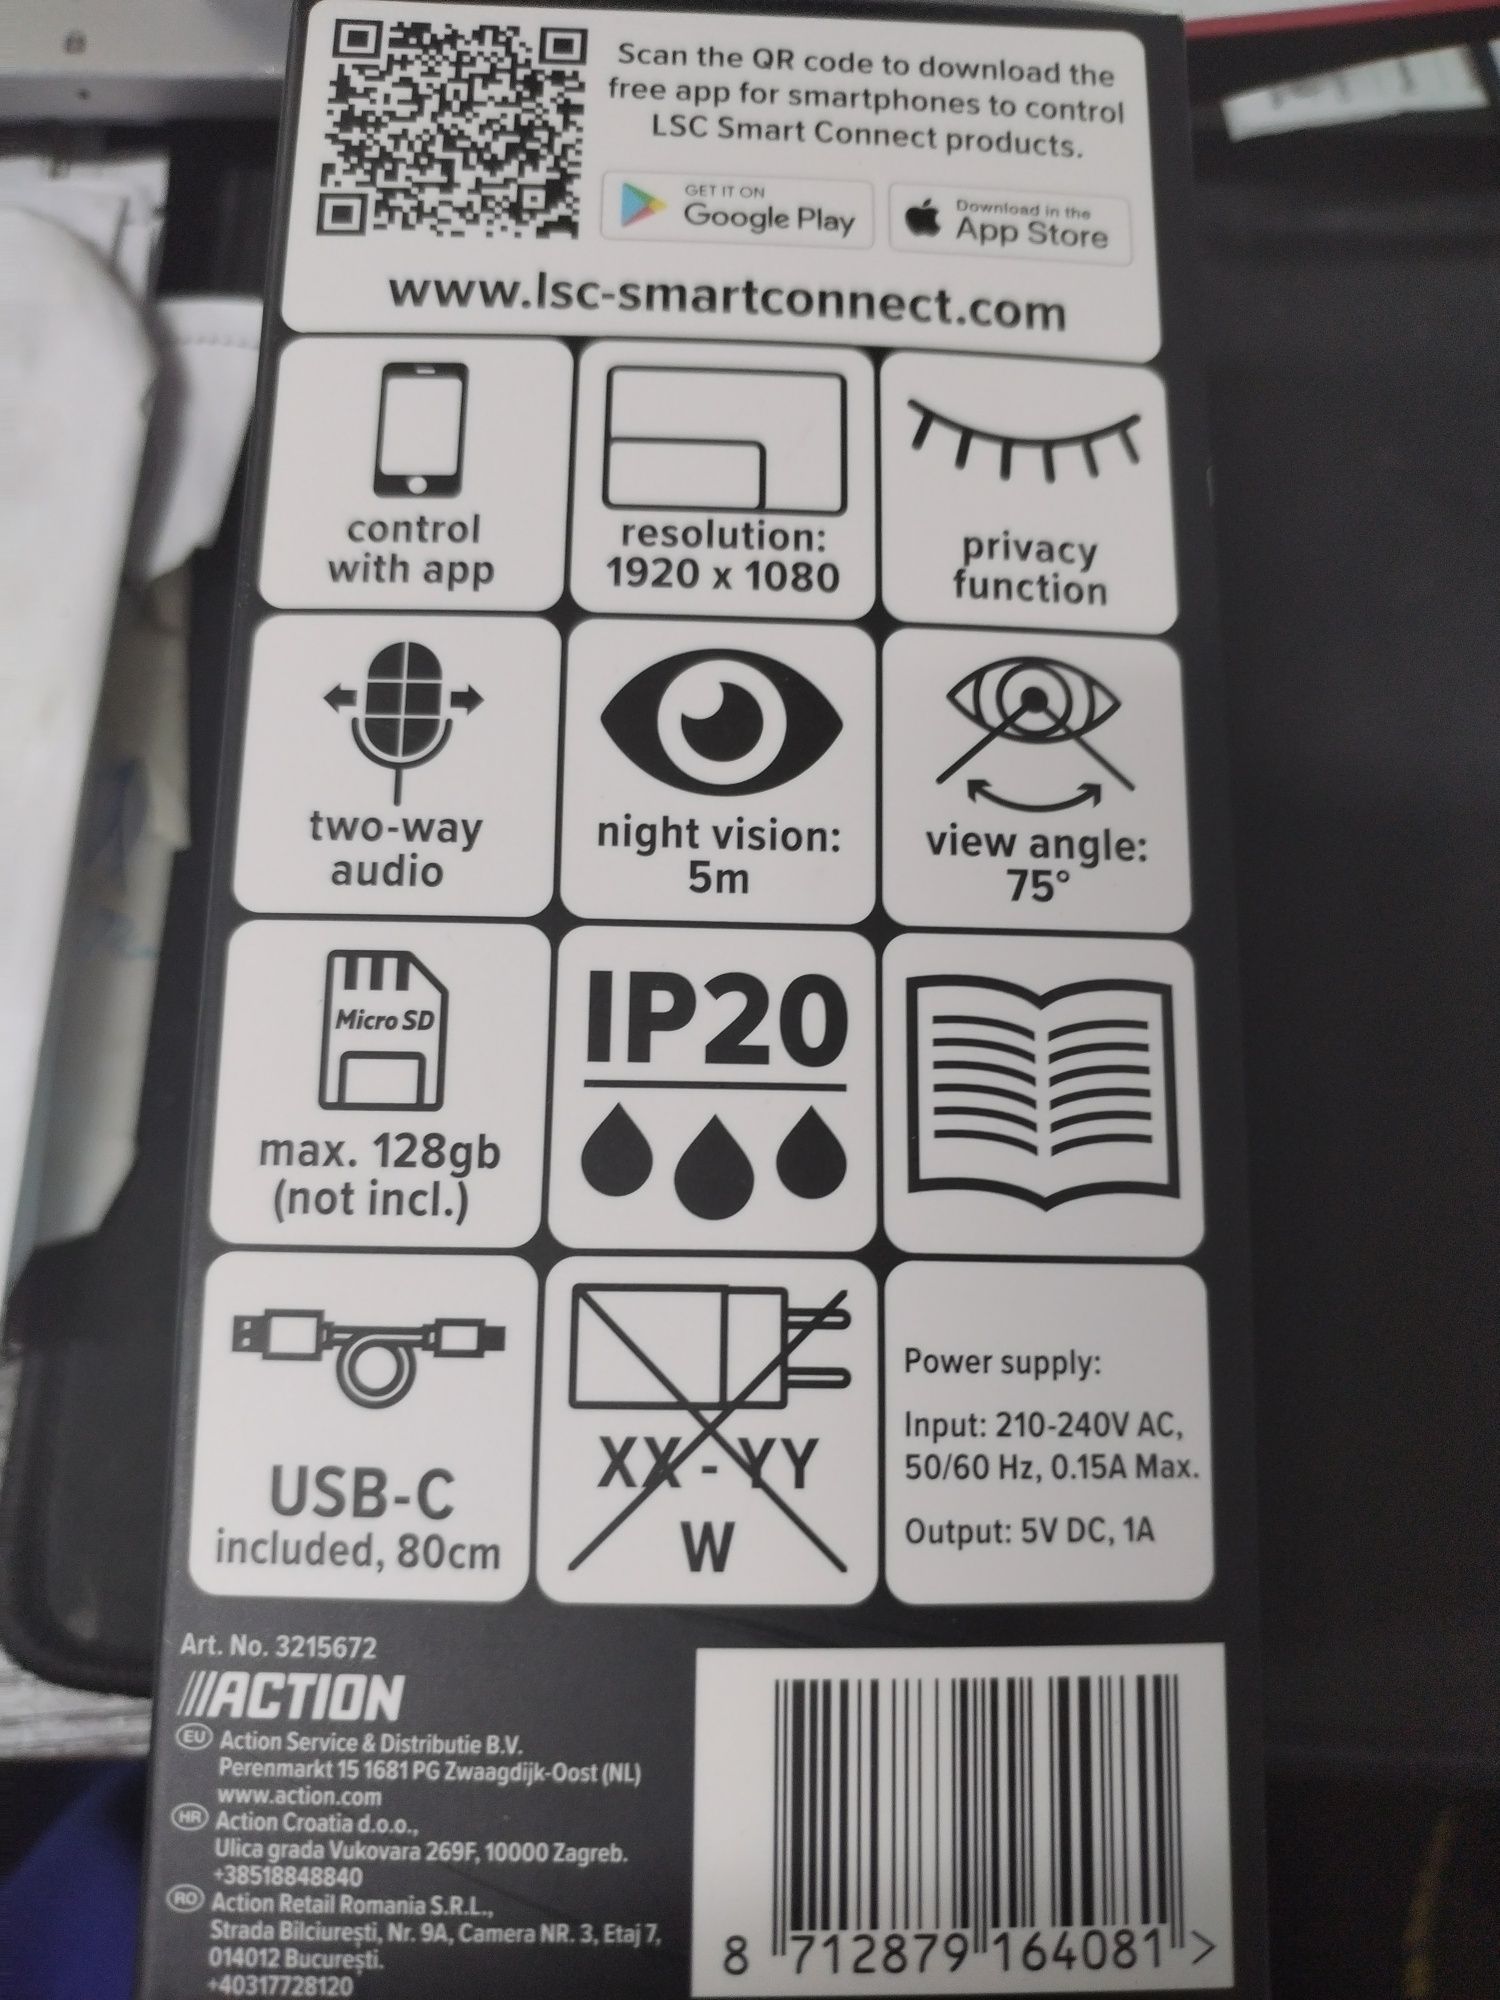 Scan the QR code to download the
free app for smartphones to control
LSC Smart Connect products.
GET IT ON
Google Play
Download in the
App Store
www.lsc-smartconnect.com
control
with app
resolution:
1920 x 1080
privacy
function
two-way
audio
night vision:
5m
view angle:
75°
Micro SD
max. 128gb
(not incl.)
IP20
USB-C
included, 80cm
XX - YY
W
Power supply:
Input: 210-240V AC,
50/60 Hz, 0.15A Max.
Output: 5V DC, 1A
Art. No. 3215672
///ACTION
EU Action Service & Distributie B.V.
Perenmarkt 15 1681 PG Zwaagdijk-Oost (NL)
www.action.com
HR Action Croatia d.o.o.,
Ulica grada Vukovara 269F, 10000 Zagreb.
+38518848840
RO Action Retail Romania S.R.L.,
Strada Bilciurești, Nr. 9A, Camera NR. 3, Etaj 7,
014012 București.
+40317728120
8 712879 164081 >